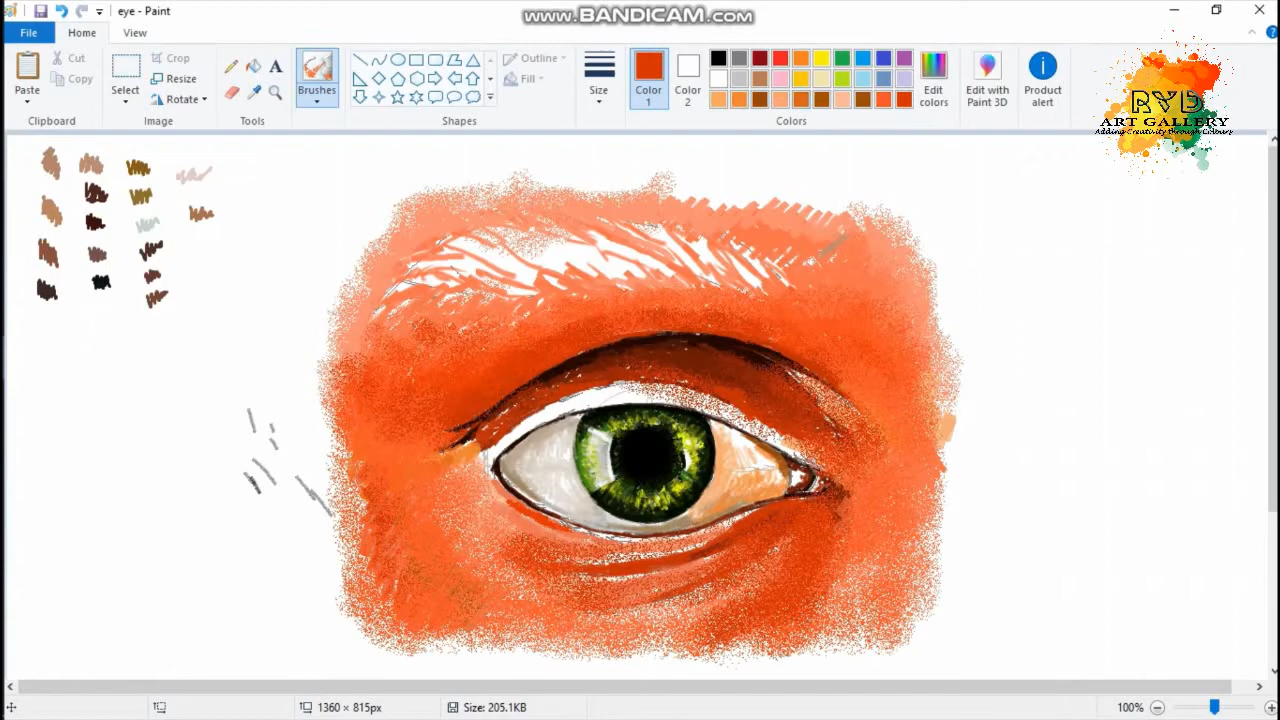 eye - Paint
www.BANDICAM.com
File
Home
View
Paste
Cut
Copy
Clipboard
Select
Crop
Resize
Rotate
Image
A
Tools
Brushes
Outline
Fill
Shapes
Size
Color 1
Color 2
Edit colors
Colors
Edit with Paint 3D
Product alert
RYB
ART GALLERY
Adding Creativity through Colours
1360 × 815px
Size: 205.1KB
100%